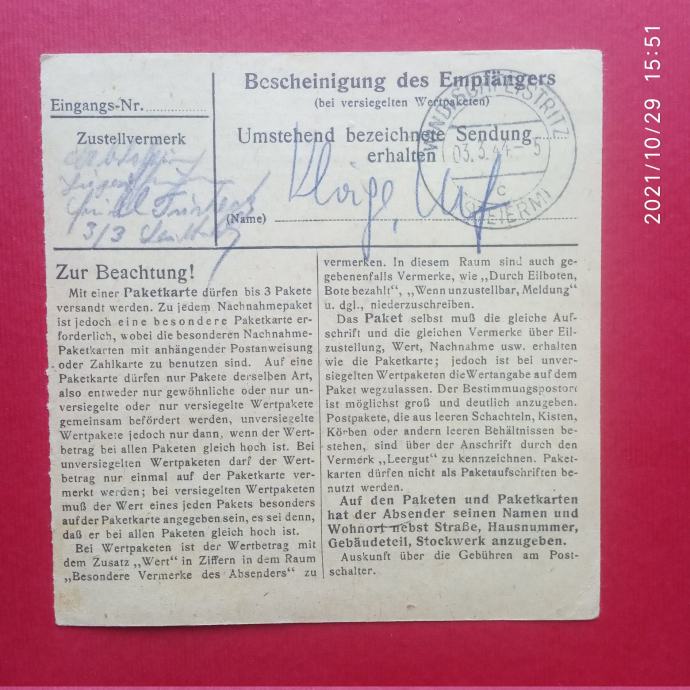 Bescheinigung des Empfängers
(bei versiegelten Wertpaketen)
Eingangs-Nr.
Zustellvermerk
3/3
Umstehend bezeichnete Sendung
erhalten
(Name)
WINDISCHFEISTRITZ
03.3.44.- 5
c
(STEIERM)
Zur Beachtung!
Mit einer Paketkarte dürfen bis 3 Pakete
versandt werden. Zu jedem Nachnahmepaket
ist jedoch eine besondere Paketkarte er-
forderlich, wobei die besonderen Nachnahme-
Paketkarten mit anhängender Postanweisung
oder Zahlkarte zu benutzen sind. Auf eine
Paketkarte dürfen nur Pakete derselben Art,
also entweder nur gewöhnliche oder nur un-
versiegelte oder nur versiegelte Wertpakete
gemeinsam befördert werden, unversiegelte
Wertpakete jedoch nur dann, wenn der Wert-
betrag bei allen Paketen gleich hoch ist. Bei
unversiegelten Wertpaketen darf der Wert-
betrag nur einmal auf der Paketkarte ver-
merkt werden; bei versiegelten Wertpaketen
muß der Wert eines jeden Pakets besonders
auf der Paketkarte angegeben sein, es sei denn,
daß er bei allen Paketen gleich hoch ist.
Bei Wertpaketen ist der Wertbetrag mit
dem Zusatz „Wert" in Ziffern in dem Raum
„Besondere Vermerke des Absenders" zu
vermerken. In diesem Raum sind auch ge-
gebenenfalls Vermerke, wie „Durch Eilboten,
Bote bezahlt", „Wenn unzustellbar, Meldung"
u. dgl., niederzuschreiben.
Das Paket selbst muß die gleiche Auf-
schrift und die gleichen Vermerke über Eil-
zustellung, Wert, Nachnahme usw. erhalten
wie die Paketkarte; jedoch ist bei unver-
siegelten Wertpaketen die Wertangabe auf dem
Paket wegzulassen. Der Bestimmungspostort
ist möglichst groß und deutlich anzugeben.
Postpakete, die aus leeren Schachteln, Kisten,
Körben oder andern leeren Behältnissen be-
stehen, sind über der Anschrift durch den
Vermerk „Leergut" zu kennzeichnen. Paket-
karten dürfen nicht als Paketaufschriften be-
nutzt werden.
Auf den Paketen und Paketkarten
hat der Absender seinen Namen und
Wohnort nebst Straße, Hausnummer,
Gebäudeteil, Stockwerk anzugeben.
Auskunft über die Gebühren am Post-
schalter.
2021/10/29 15:51